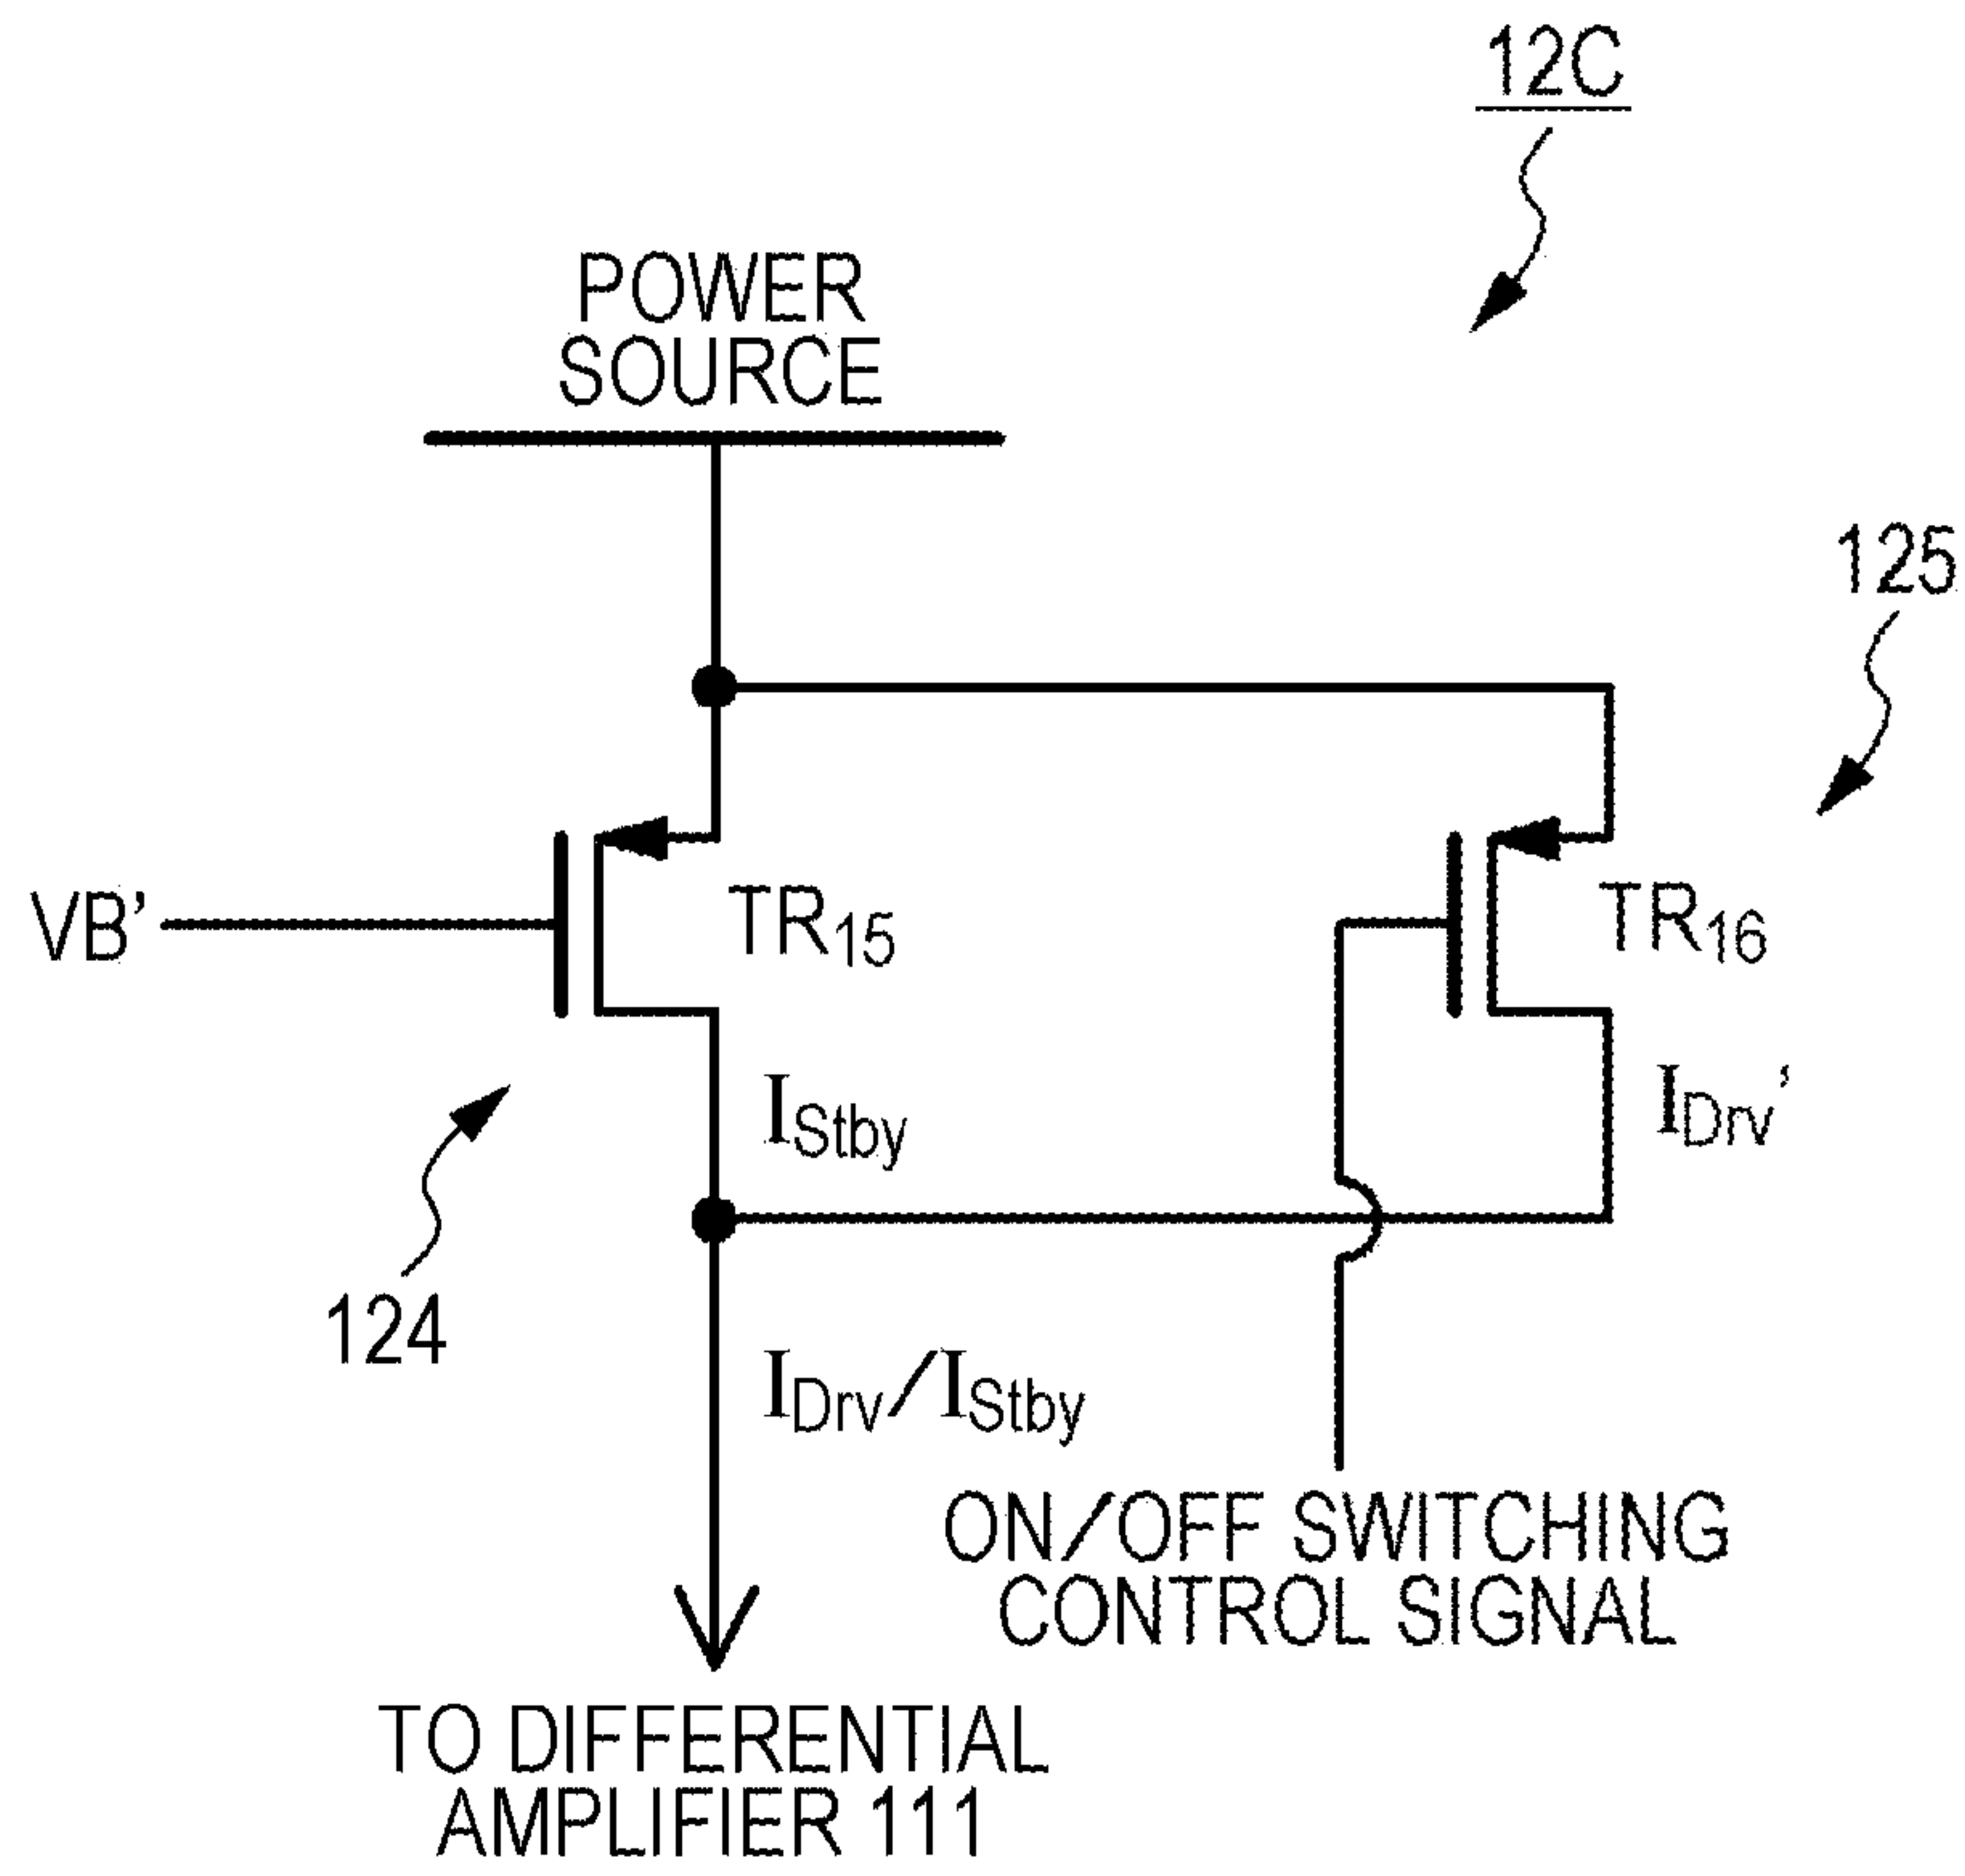 12C
POWER
SOURCE
125
VB'
TR15
TR16
IStby
IDrv'
124
IDrv/IStby
ON/OFF SWITCHING
CONTROL SIGNAL
TO DIFFERENTIAL
AMPLIFIER 111